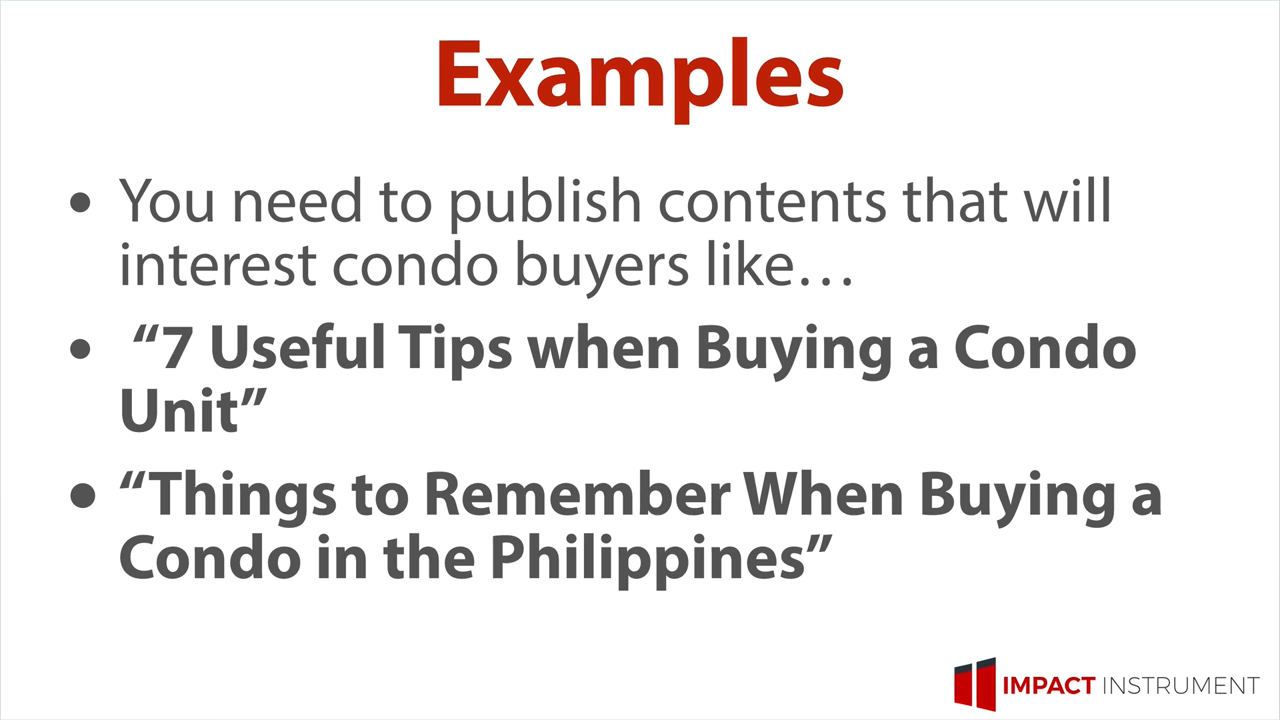 Examples
• You need to publish contents that will
interest condo buyers like…
• “7 Useful Tips when Buying a Condo
Unit”
• “Things to Remember When Buying a
Condo in the Philippines”
IMPACT INSTRUMENT